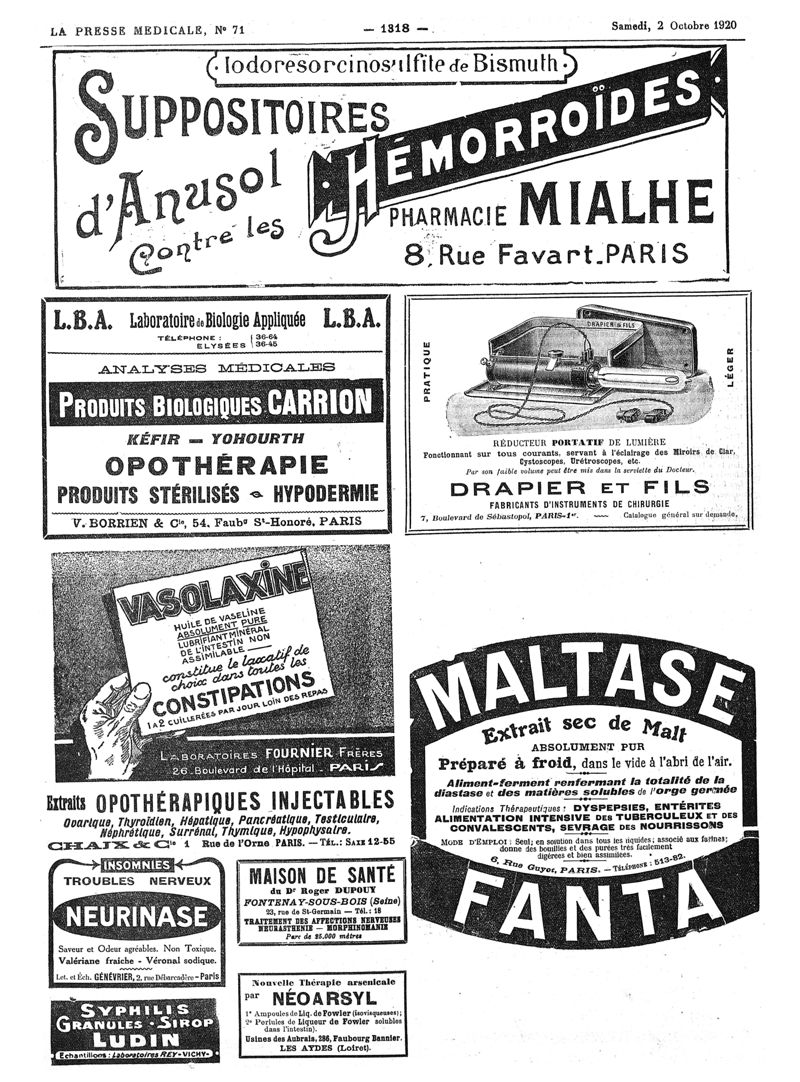 LA PRESSE MEDICALE, No 71
— 1318 —
Samedi, 2 Octobre 1920
Iodoresorcinosulfite de Bismuth
SUPPOSITOIRES
d'Anusol
Contre les
HÉMORROÏDES
PHARMACIE MIALHE
8, Rue Favart_PARIS
L.B.A. Laboratoire de Biologie Appliquée L.B.A.
TÉLÉPHONE : 36-64
ELYSÉES 36-45
ANALYSES MÉDICALES
PRODUITS BIOLOGIQUES CARRION
KÉFIR — YOHOURTH
OPOTHÉRAPIE
PRODUITS STÉRILISÉS HYPODERMIE
V. BORRIEN & Cie, 54, Faubg St-Honoré, PARIS
DRAPIER & FILS
PRATIQUE
LÉGER
RÉDUCTEUR PORTATIF DE LUMIÈRE
Fonctionnant sur tous courants, servant à l'éclairage des Miroirs de Clar,
Cystoscopes, Urétroscopes, etc.
Par son faible volume peut être mis dans la serviette du Docteur.
DRAPIER ET FILS
FABRICANTS D'INSTRUMENTS DE CHIRURGIE
7, Boulevard de Sébastopol, PARIS-1er. Catalogue général sur demande.
VASOLAXINE
HUILE DE VASELINE
ABSOLUMENT PURE
LUBRIFIANT MINÉRAL
DE L'INTESTIN NON
ASSIMILABLE
constitue le laxatif de
choix dans toutes les
CONSTIPATIONS
1 A 2 CUILLERÉES PAR JOUR LOIN DES REPAS
LABORATOIRES FOURNIER FRÈRES
26, Boulevard de l'Hôpital - PARIS
Extraits OPOTHÉRAPIQUES INJECTABLES
Ovarique, Thyroïdien, Hépatique, Pancréatique, Testiculaire,
Néphrétique, Surrénal, Thymique, Hypophysaire.
CHAIX & Cie 1 Rue de l'Orne PARIS. — TÉL.: SAXE 12-55
MALTASE
Extrait sec de Malt
ABSOLUMENT PUR
Préparé à froid, dans le vide à l'abri de l'air.
Aliment-ferment renfermant la totalité de la
diastase et des matières solubles de l'orge germée
Indications Thérapeutiques : DYSPEPSIES, ENTÉRITES
ALIMENTATION INTENSIVE DES TUBERCULEUX ET DES
CONVALESCENTS, SEVRAGE DES NOURRISSONS
MODE D'EMPLOI : Seul; en solution dans tous les liquides; associé aux farines;
donne des bouillies et des purées très facilement
digérées et bien assimilées.
6, Rue Guyot, PARIS. — TÉLÉPHONE : 513-82.
FANTA
INSOMNIES
TROUBLES NERVEUX
NEURINASE
Saveur et Odeur agréables. Non Toxique.
Valériane fraiche - Véronal sodique.
Let. et Éch. GÉNÉVRIER, 2, rue Débarcadère - Paris
MAISON DE SANTÉ
du Dr Roger DUPOUY
FONTENAY-SOUS-BOIS (Seine)
23, rue de St-Germain — Tél. : 18
TRAITEMENT DES AFFECTIONS NERVEUSES
NEURASTHENIE — MORPHINOMANIE
Parc de 25.000 mètres
SYPHILIS
GRANULES - SIROP
LUDIN
Echantillons : Laboratoires REY - VICHY
Nouvelle Thérapie arsenicale
par NÉOARSYL
1° Ampoules de Liq. de Fowler (isovisqueuses);
2° Perlules de Liqueur de Fowler solubles
dans l'intestin).
Usines des Aubrais, 286, Faubourg Bannier.
LES AYDES (Loiret).